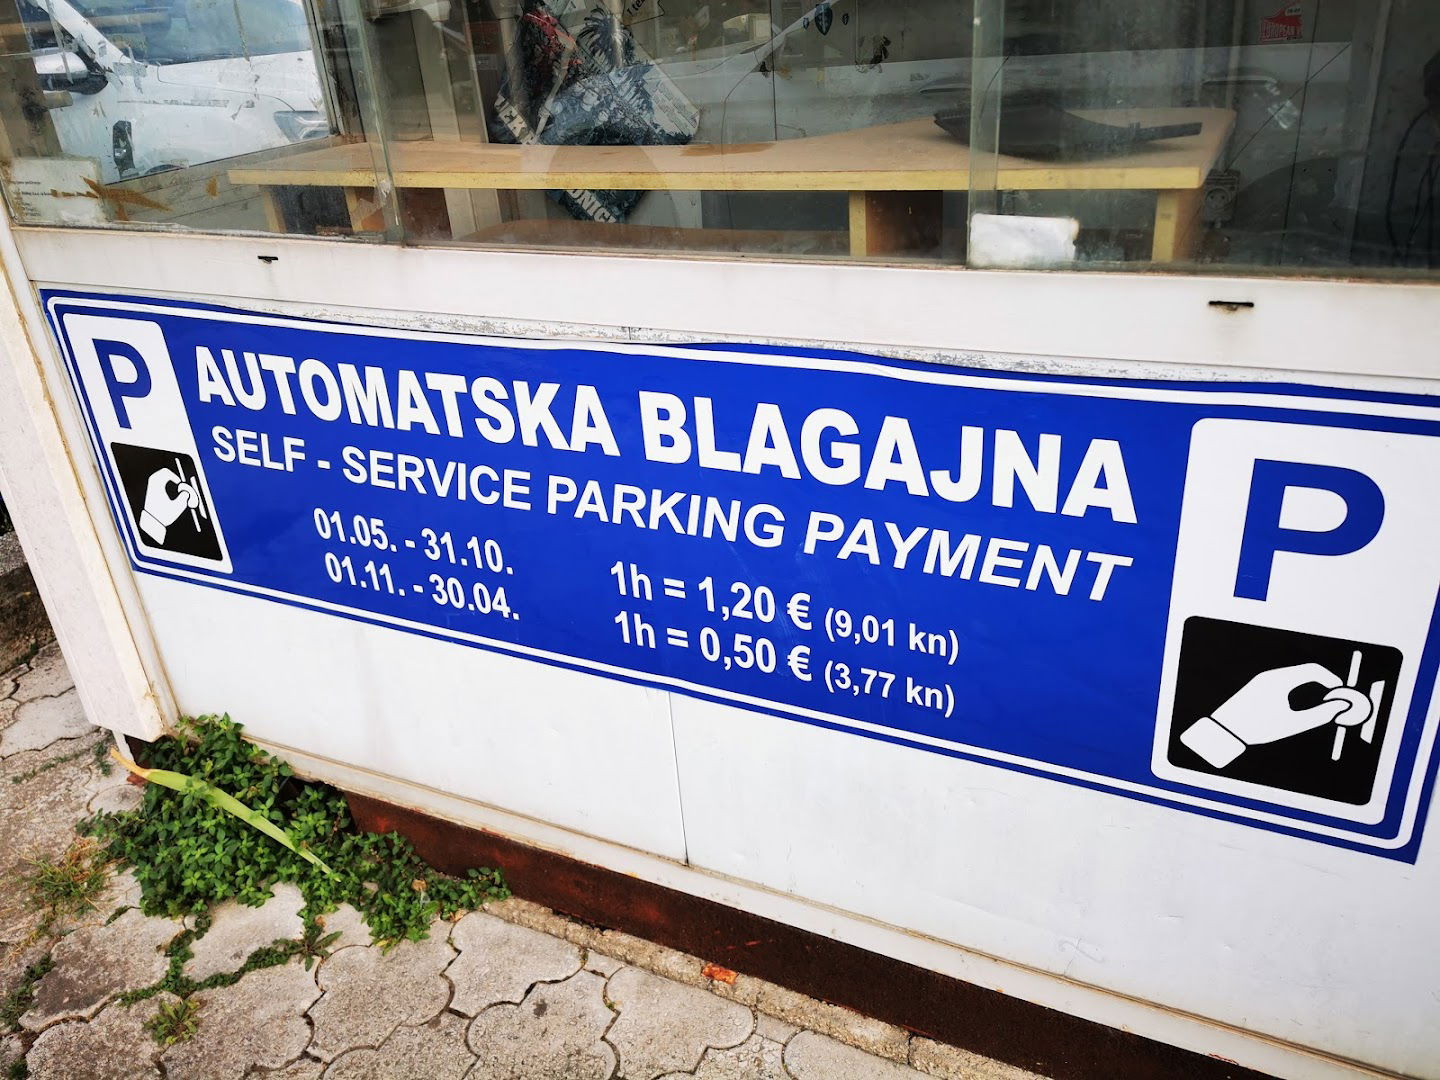 EUROPEAN
P
AUTOMATSKA BLAGAJNA
SELF - SERVICE PARKING PAYMENT
01.05. - 31.10. 1h = 1,20 € (9,01 kn)
01.11. - 30.04. 1h = 0,50 € (3,77 kn)
P